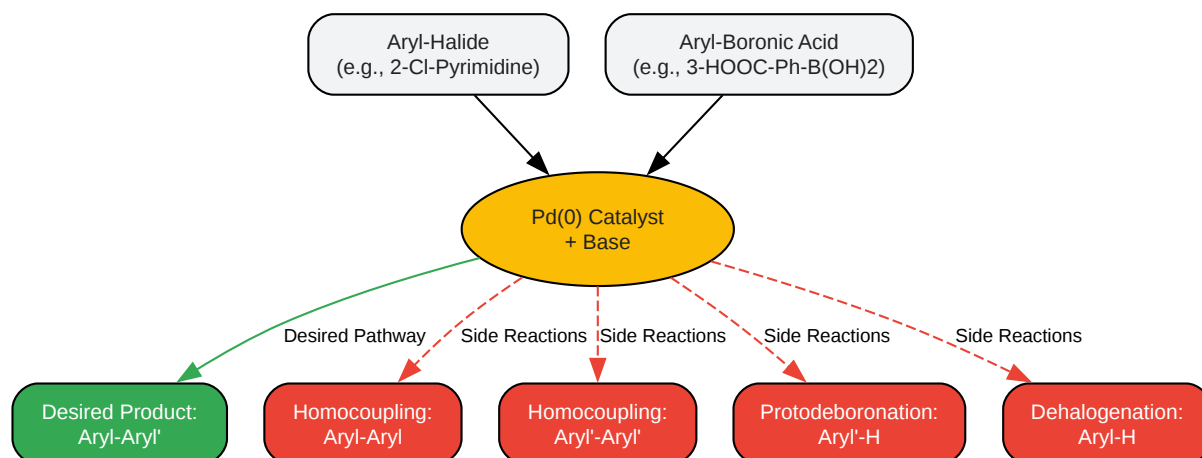 Aryl-Halide
(e.g., 2-Cl-Pyrimidine)
Aryl-Boronic Acid
(e.g., 3-HOOC-Ph-B(OH)2)
Pd(0) Catalyst
+ Base
Desired Pathway
Side Reactions
Side Reactions
Side Reactions
Side Reactions
Desired Product:
Aryl-Aryl'
Homocoupling:
Aryl-Aryl
Homocoupling:
Aryl'-Aryl'
Protodeboronation:
Aryl'-H
Dehalogenation:
Aryl-H